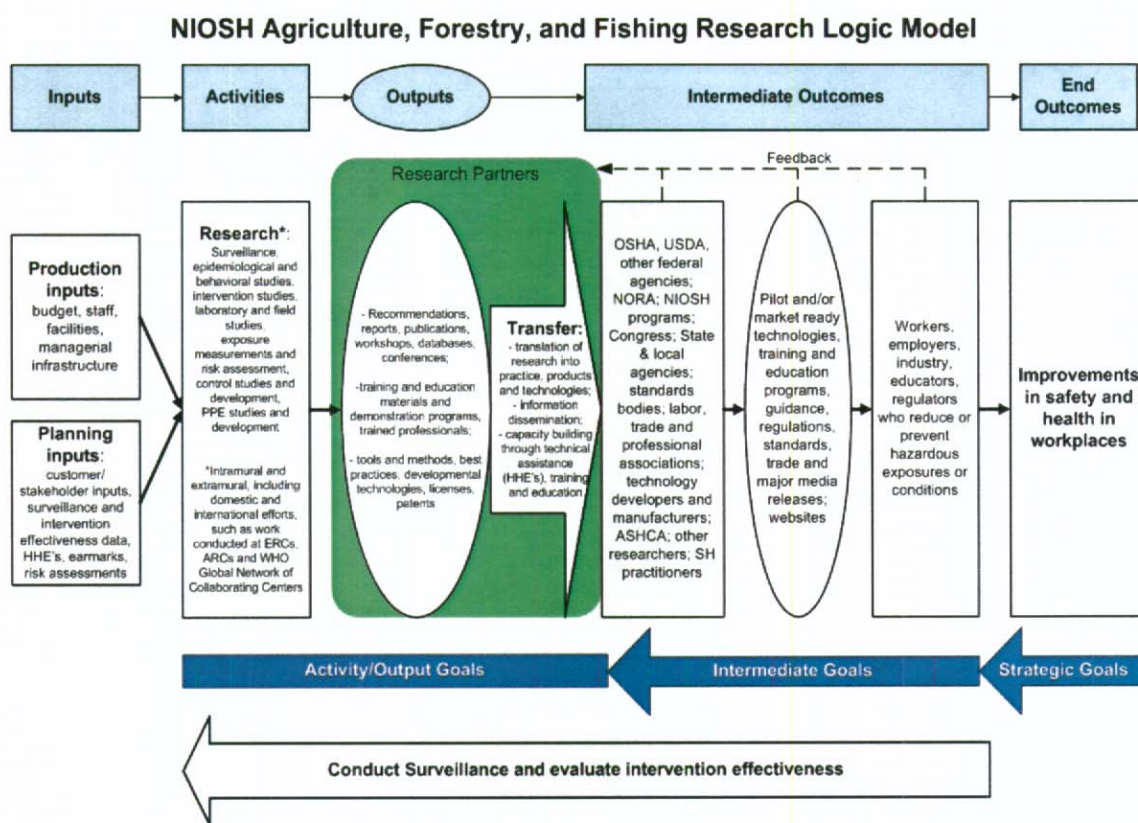 NIOSH Agriculture, Forestry, and Fishing Research Logic Model
Inputs
Activities
Outputs
Intermediate Outcomes
End
Outcomes
Feedback
Research Partners
Production
inputs:
budget, staff,
facilities,
managerial
infrastructure
Planning
inputs:
customer/
stakeholder inputs,
surveillance and
intervention
effectiveness data,
HHE's, earmarks,
risk assessments
Research*:
Surveillance,
epidemiological and
behavioral studies,
intervention studies,
laboratory and field
studies,
exposure
measurements and
risk assessment,
control studies and
development,
PPE studies and
development
*Intramural and
extramural, including
domestic and
international efforts,
such as work
conducted at ERCs,
ARCs and WHO
Global Network of
Collaborating Centers
- Recommendations,
reports, publications,
workshops, databases,
conferences;
-training and education
materials and
demonstration programs,
trained professionals;
- tools and methods, best
practices, developmental
technologies, licenses,
patents
Transfer:
- translation of
research into
practice, products
and technologies;
- information
dissemination;
- capacity building
through technical
assistance
(HHE's), training
and education
OSHA, USDA,
other federal
agencies;
NORA; NIOSH
programs;
Congress; State
& local
agencies;
standards
bodies; labor,
trade and
professional
associations;
technology
developers and
manufacturers;
ASHCA; other
researchers; SH
practitioners
Pilot and/or
market ready
technologies,
training and
education
programs,
guidance,
regulations,
standards,
trade and
major media
releases;
websites
Workers,
employers,
industry,
educators,
regulators
who reduce or
prevent
hazardous
exposures or
conditions
Improvements
in safety and
health in
workplaces
Activity/Output Goals
Intermediate Goals
Strategic Goals
Conduct Surveillance and evaluate intervention effectiveness